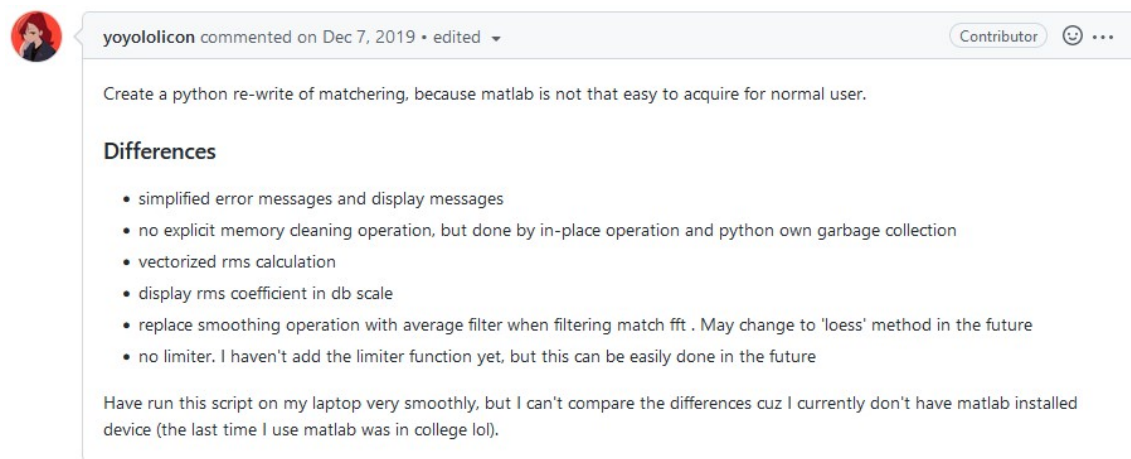 yoyololicon commented on Dec 7, 2019 • edited
Contributor
Create a python re-write of matchering, because matlab is not that easy to acquire for normal user.
Differences
• simplified error messages and display messages
• no explicit memory cleaning operation, but done by in-place operation and python own garbage collection
• vectorized rms calculation
• display rms coefficient in db scale
• replace smoothing operation with average filter when filtering match fft . May change to 'loess' method in the future
• no limiter. I haven't add the limiter function yet, but this can be easily done in the future
Have run this script on my laptop very smoothly, but I can't compare the differences cuz I currently don't have matlab installed
device (the last time I use matlab was in college lol).